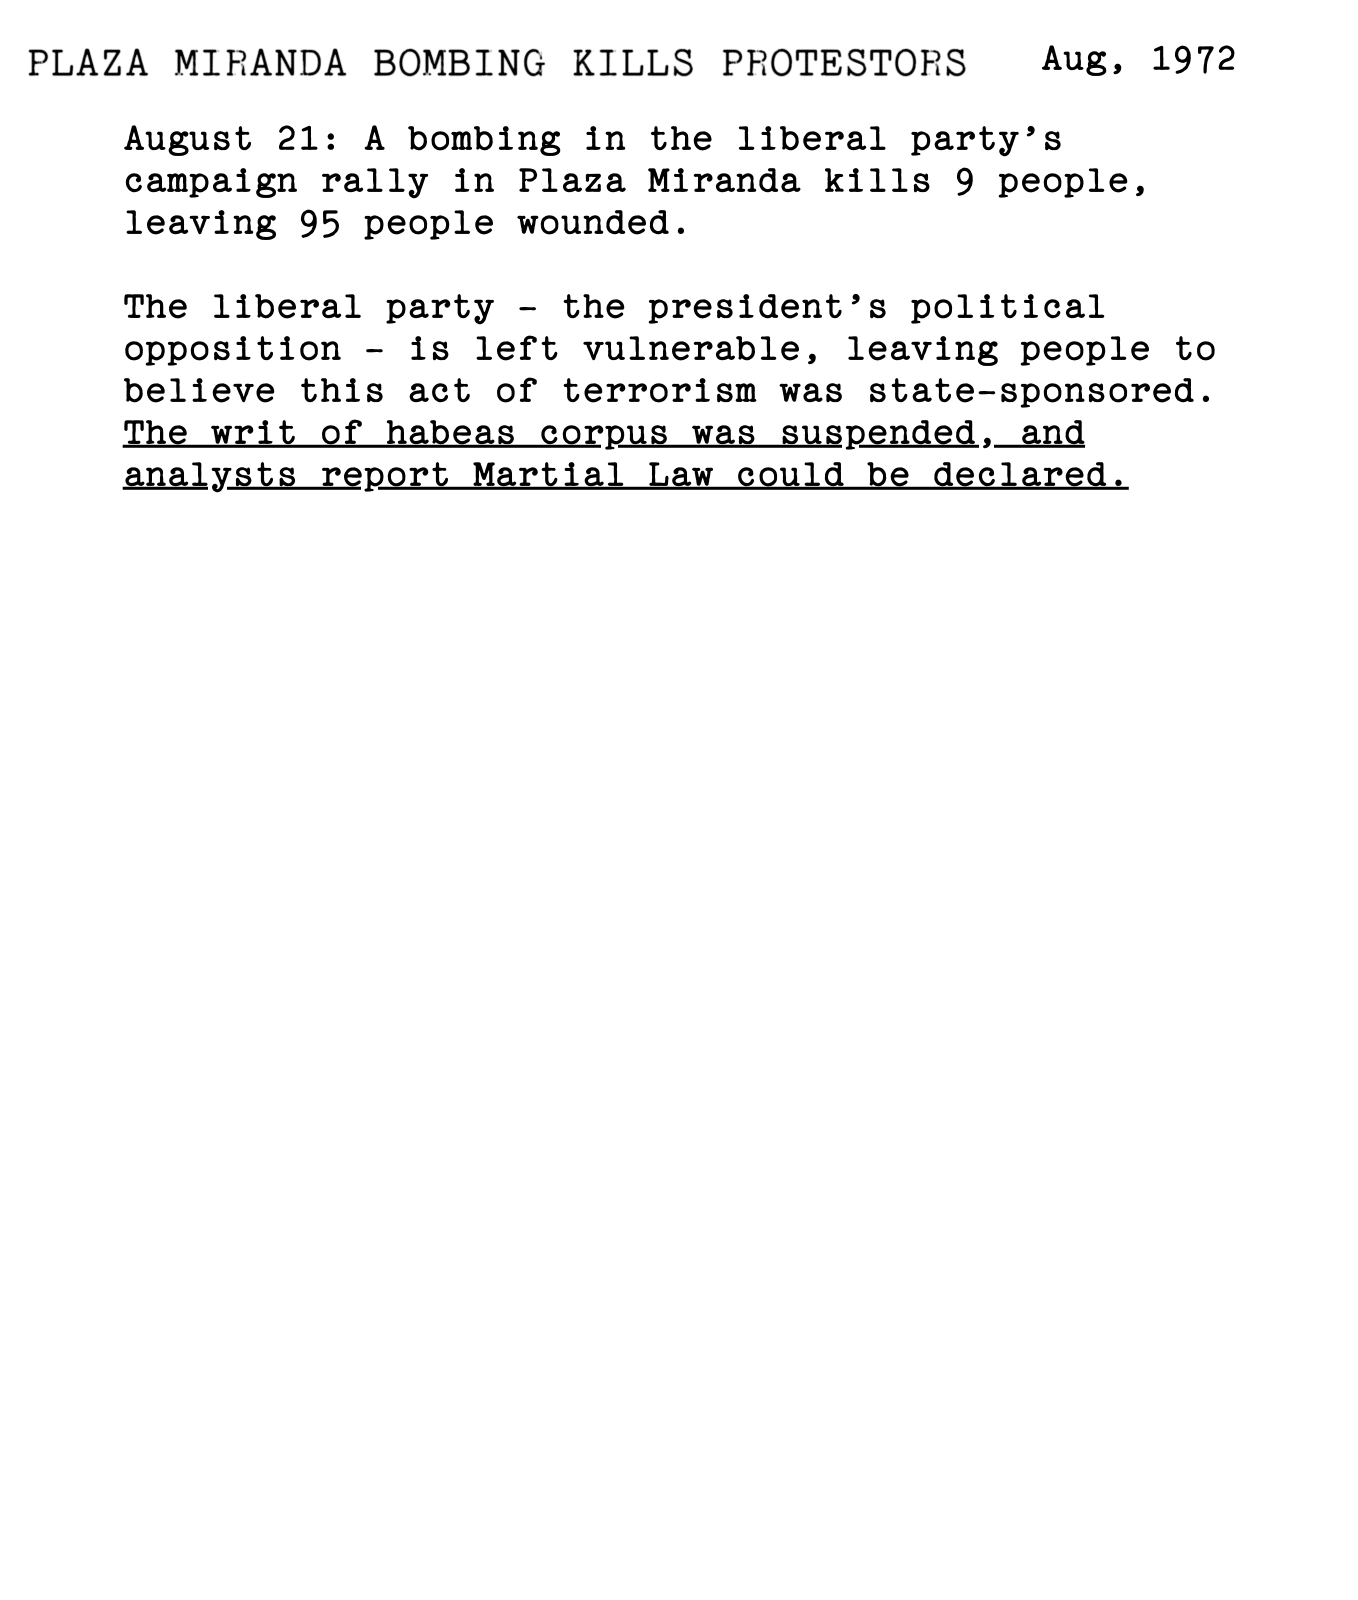 PLAZA MIRANDA BOMBING KILLS PROTESTORS Aug, 1972
August 21: A bombing in the liberal party’s
campaign rally in Plaza Miranda kills 9 people,
leaving 95 people wounded.
The liberal party – the president’s political
opposition – is left vulnerable, leaving people to
believe this act of terrorism was state-sponsored.
The writ of habeas corpus was suspended, and
analysts report Martial Law could be declared.